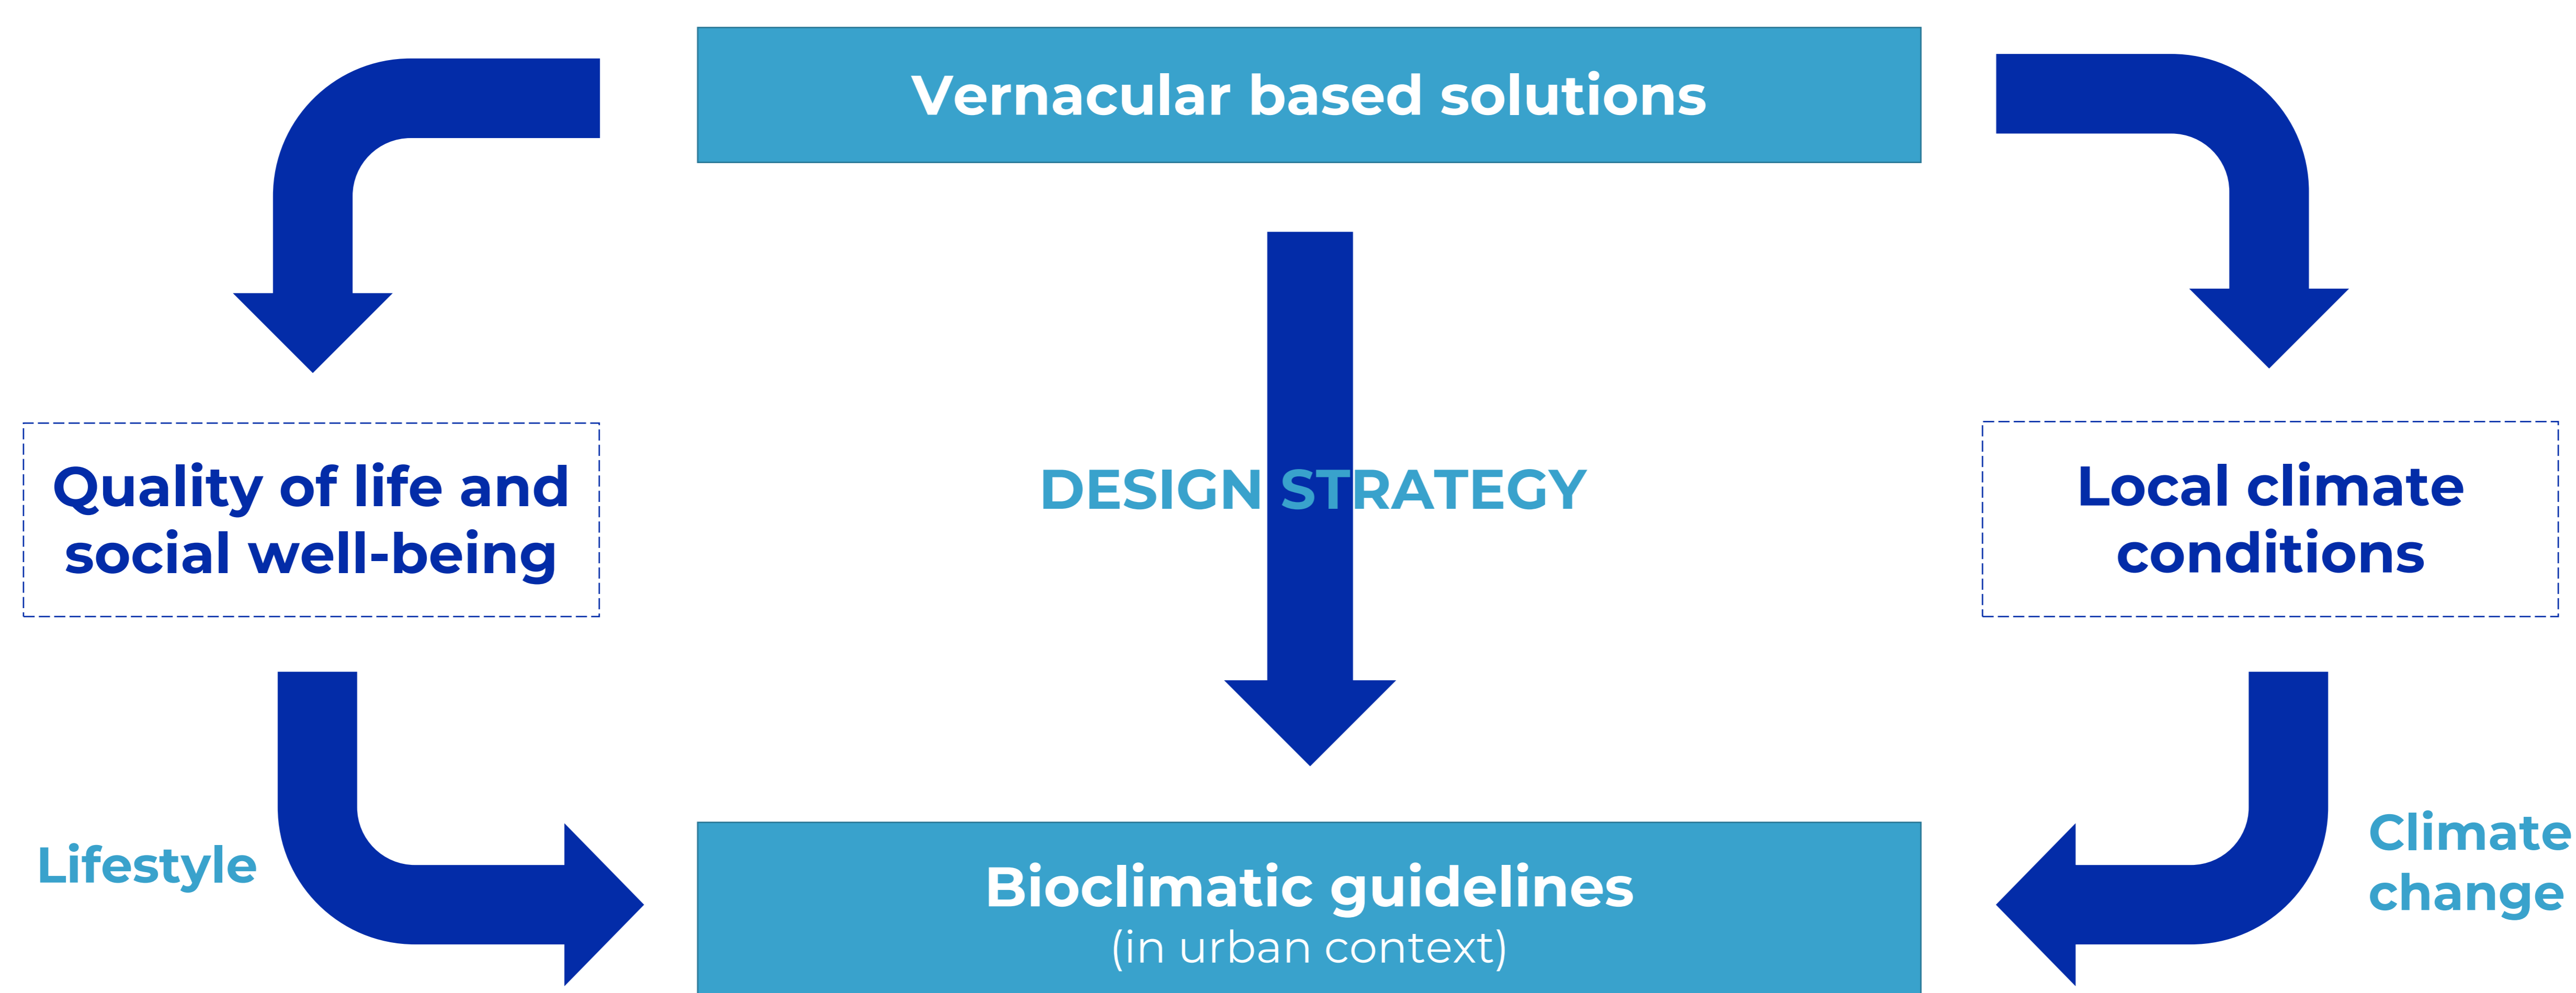 Vernacular based solutions
Quality of life and
social well-being
DESIGN STRATEGY
Local climate
conditions
Lifestyle
Climate
change
Bioclimatic guidelines
(in urban context)